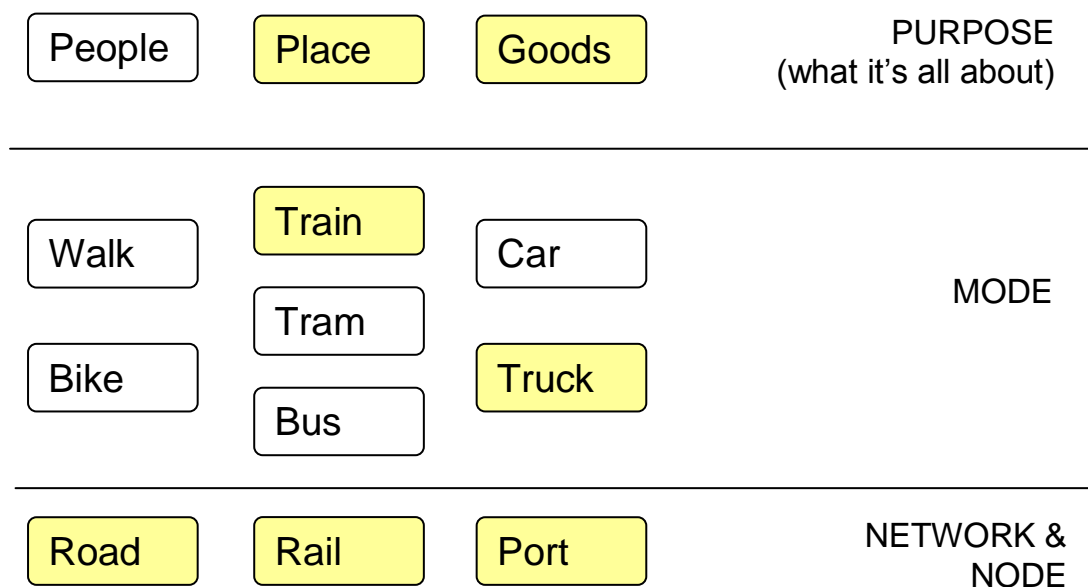 People
Place
Goods
PURPOSE
(what it's all about)
Walk
Train
Car
Tram
MODE
Bike
Truck
Bus
Road
Rail
Port
NETWORK &
NODE